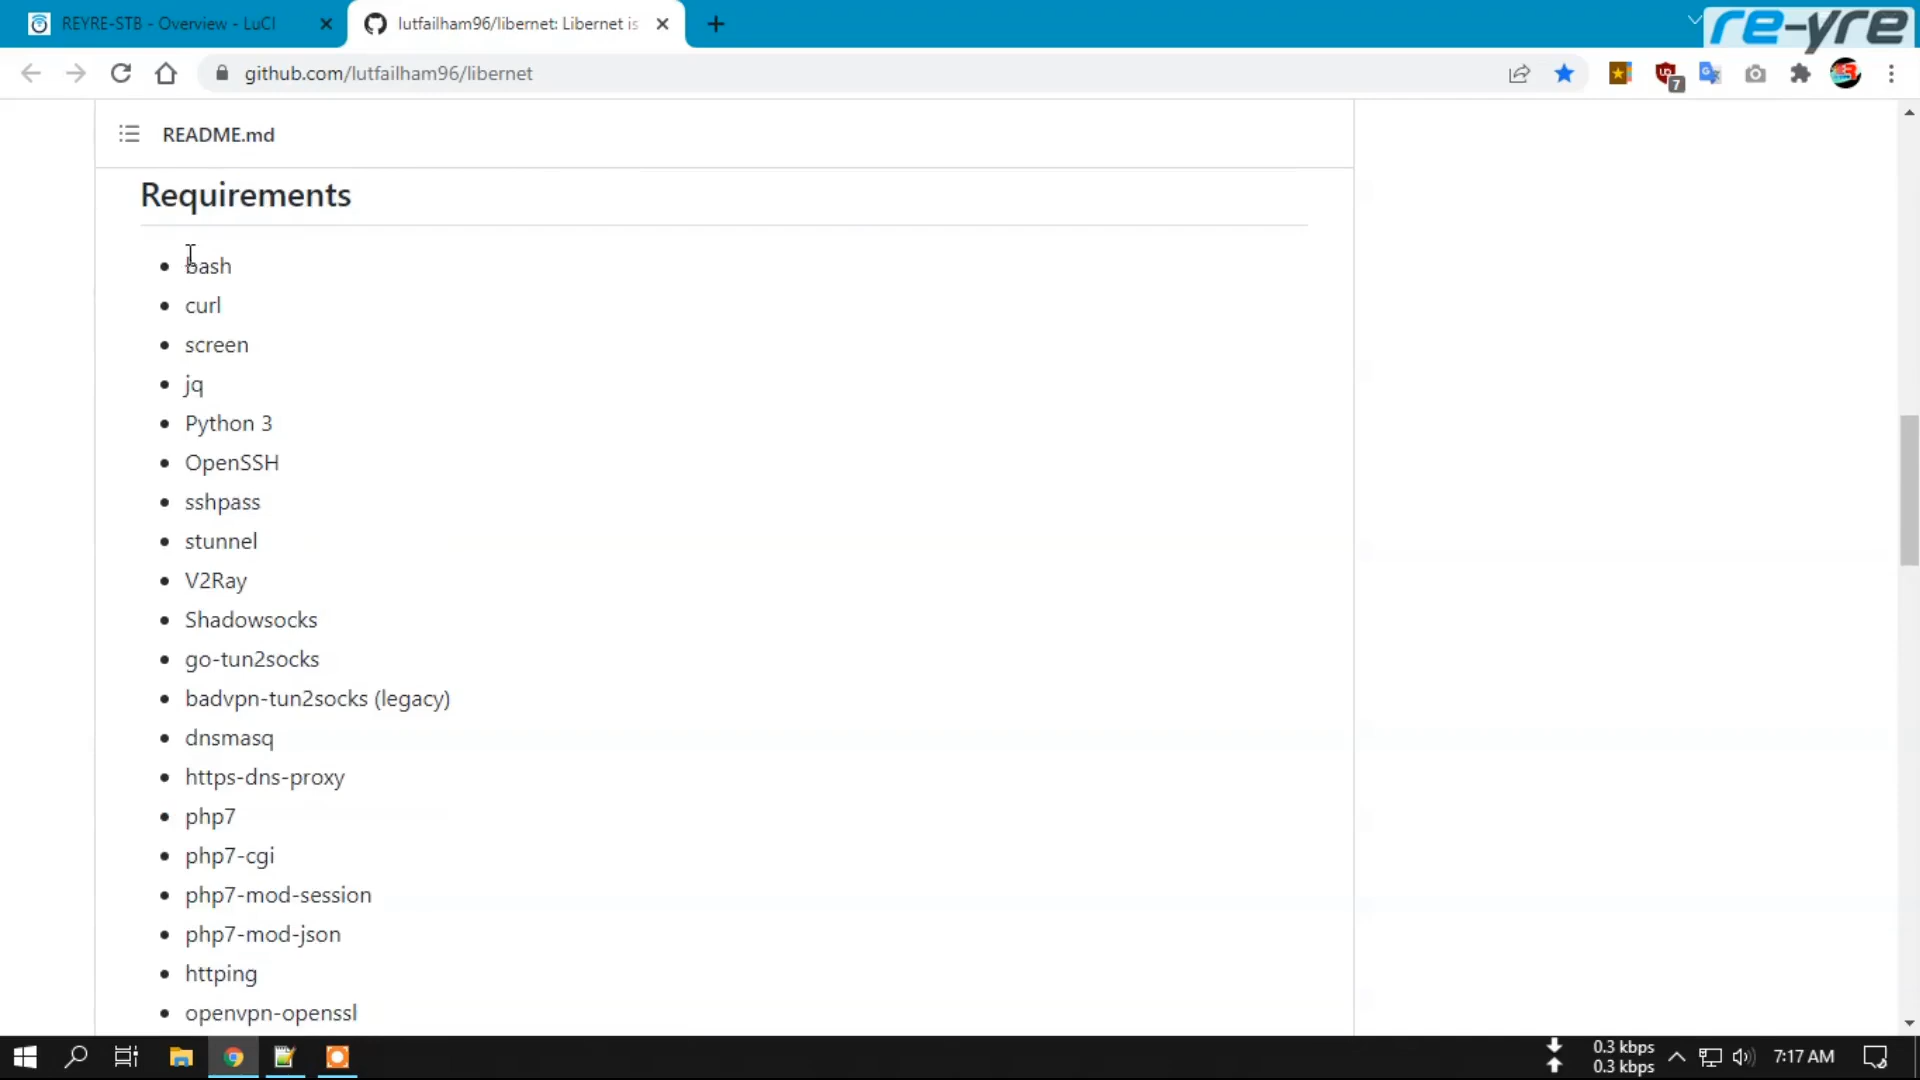 REYRE-STB - Overview - LuCI
lutfailham96/libernet: Libernet is
re-yre
github.com/lutfailham96/libernet
7
README.md
Requirements
bash
curl
screen
jq
Python 3
OpenSSH
sshpass
stunnel
V2Ray
Shadowsocks
go-tun2socks
badvpn-tun2socks (legacy)
dnsmasq
https-dns-proxy
php7
php7-cgi
php7-mod-session
php7-mod-json
httping
openvpn-openssl
0.3 kbps
0.3 kbps
7:17 AM